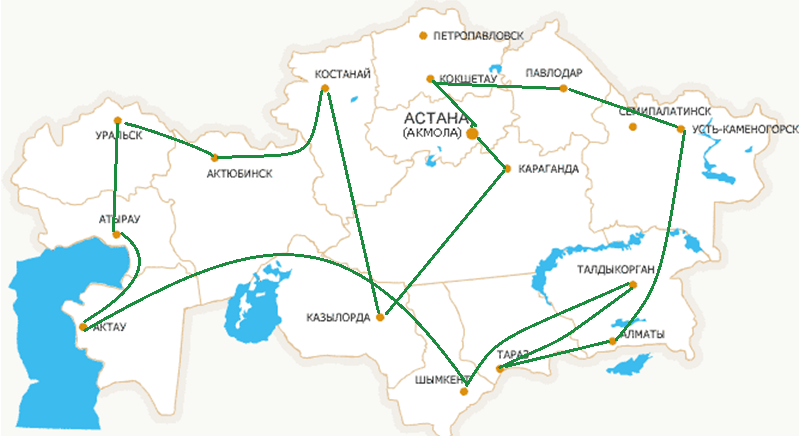 ПЕТРОПАВЛОВСК
КОСТАНАЙ
КОКШЕТАУ
ПАВЛОДАР
АСТАНА
(АКМОЛА)
СЕМИПАЛАТИНСК
УСТЬ-КАМЕНОГОРСК
УРАЛЬСК
АКТЮБИНСК
КАРАГАНДА
АТЫРАУ
ТАЛДЫКОРГАН
КАЗЫЛОРДА
АКТАУ
АЛМАТЫ
ТАРАЗ
ШЫМКЕНТ